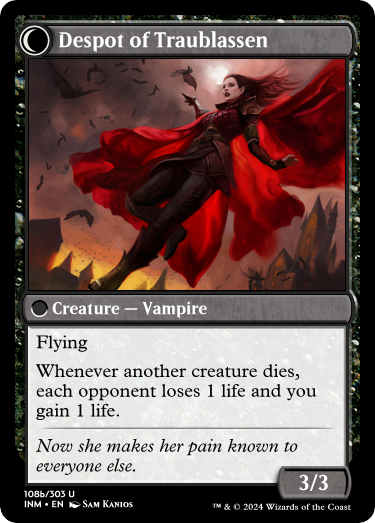 Despot of Traublassen
Creature — Vampire
Flying
Whenever another creature dies,
each opponent loses 1 life and you
gain 1 life.
Now she makes her pain known to
everyone else.
3/3
108b/303 U
INM • EN Sam Kanios
™ & © 2024 Wizards of the Coast